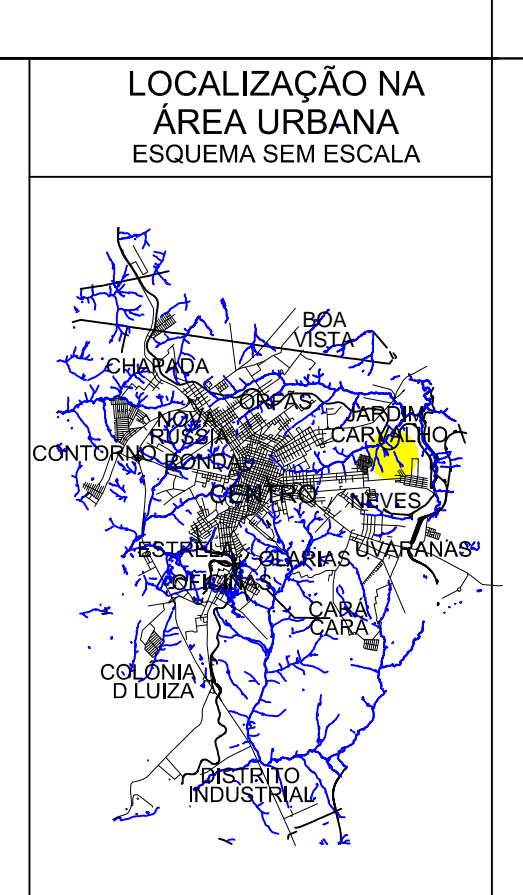 LOCALIZAÇÃO NA
ÁREA URBANA
ESQUEMA SEM ESCALA
BOA
VISTA
CHAPADA
ORFÃS
NOVA
RUSSIA
JARDIM
CARVALHO
CONTORNO
RONDA
CENTRO
NEVES
ESTRELA
OLARIAS
UVARANAS
OFICINAS
CARÁ
CARÁ
COLÔNIA
D LUIZA
DISTRITO
INDUSTRIAL